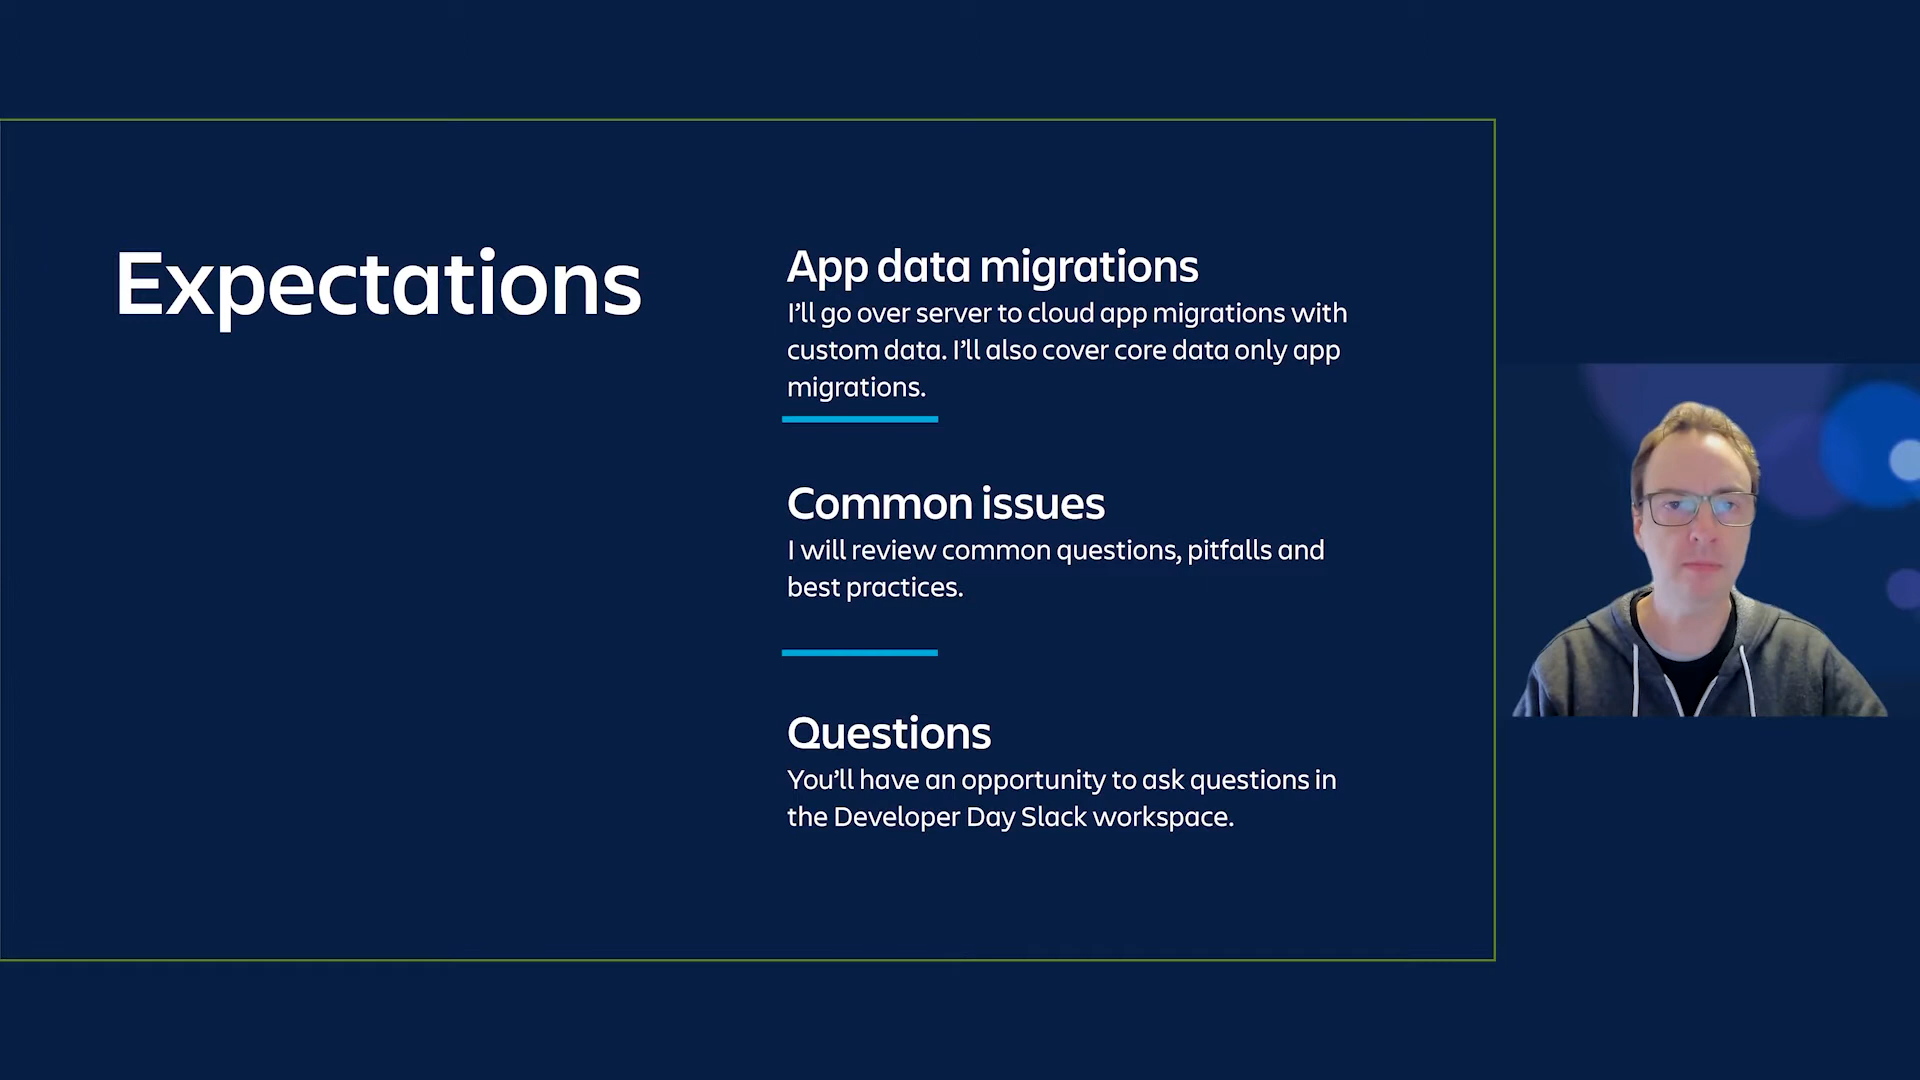 Expectations
App data migrations
I’ll go over server to cloud app migrations with
custom data. I’ll also cover core data only app
migrations.
Common issues
I will review common questions, pitfalls and
best practices.
Questions
You’ll have an opportunity to ask questions in
the Developer Day Slack workspace.